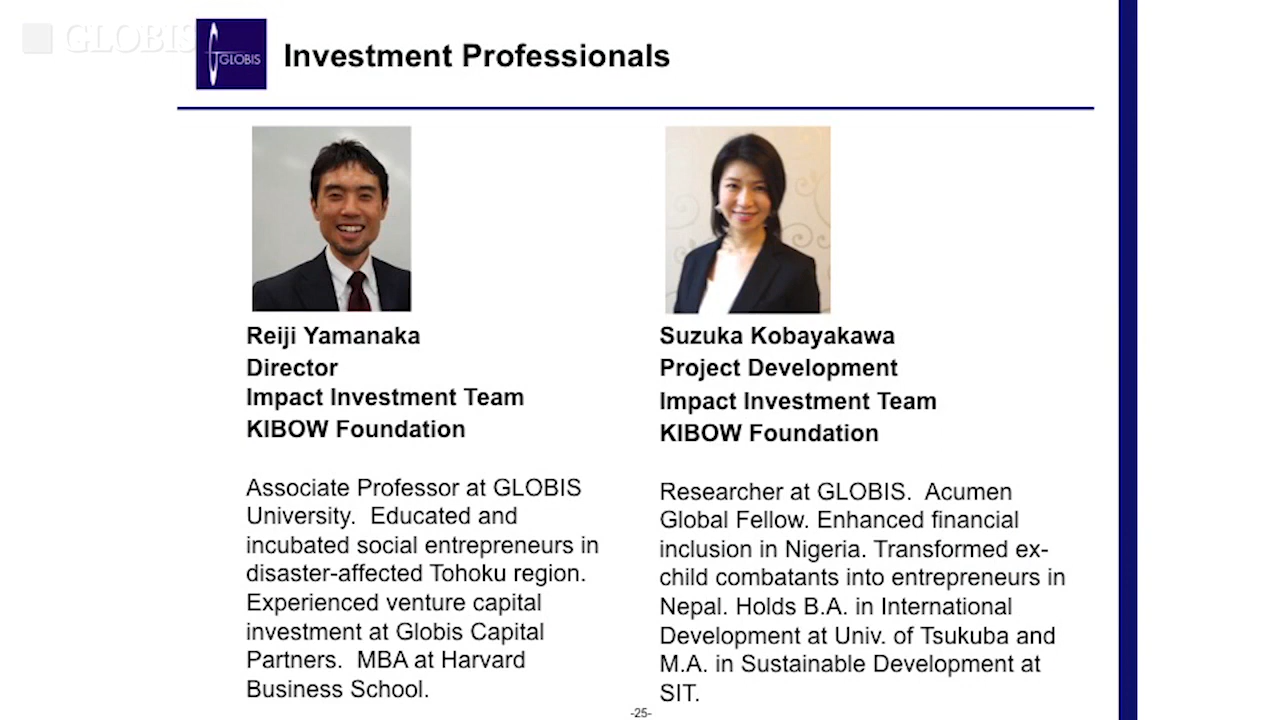 GLOBIS
GLOBIS
Investment Professionals
Reiji Yamanaka
Director
Impact Investment Team
KIBOW Foundation
Associate Professor at GLOBIS
University.  Educated and
incubated social entrepreneurs in
disaster-affected Tohoku region.
Experienced venture capital
investment at Globis Capital
Partners.  MBA at Harvard
Business School.
Suzuka Kobayakawa
Project Development
Impact Investment Team
KIBOW Foundation
Researcher at GLOBIS.  Acumen
Global Fellow. Enhanced financial
inclusion in Nigeria. Transformed ex-
child combatants into entrepreneurs in
Nepal. Holds B.A. in International
Development at Univ. of Tsukuba and
M.A. in Sustainable Development at
SIT.
-25-